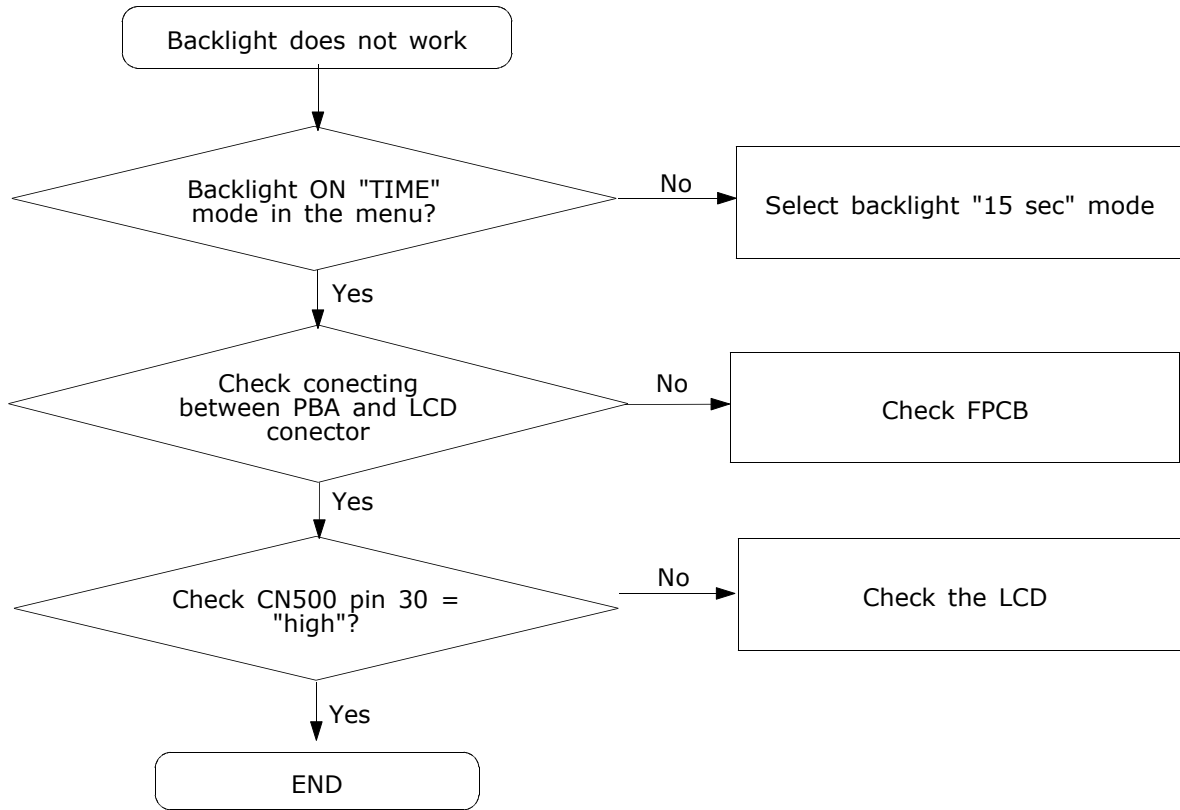 Backlight does not work
Backlight ON "TIME"
mode in the menu?
No
Select backlight "15 sec" mode
Yes
Check conecting
between PBA and LCD
conector
No
Check FPCB
Yes
Check CN500 pin 30 =
"high"?
No
Check the LCD
Yes
END